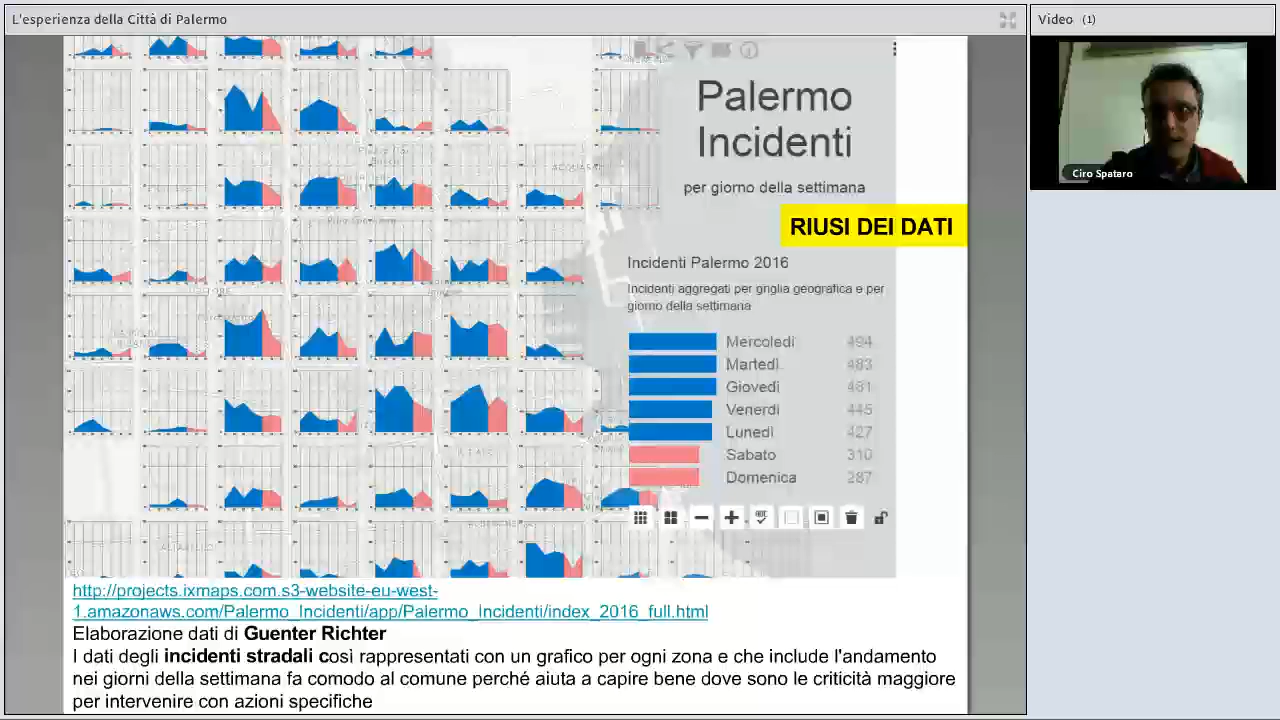 L'esperienza della Città di Palermo
Video (1)
Ciro Spataro
Palermo
Incidenti
per giorno della settimana
RIUSI DEI DATI
Incidenti Palermo 2016
Incidenti aggregati per griglia geografica e per
giorno della settimana
Mercoledì 494
Martedì 483
Giovedì 481
Venerdì 445
Lunedì 427
Sabato 310
Domenica 287
http://projects.ixmaps.com.s3-website-eu-west-
1.amazonaws.com/Palermo_Incidenti/app/Palermo_Incidenti/index_2016_full.html
Elaborazione dati di Guenter Richter
I dati degli incidenti stradali così rappresentati con un grafico per ogni zona e che include l'andamento
nei giorni della settimana fa comodo al comune perché aiuta a capire bene dove sono le criticità maggiore
per intervenire con azioni specifiche